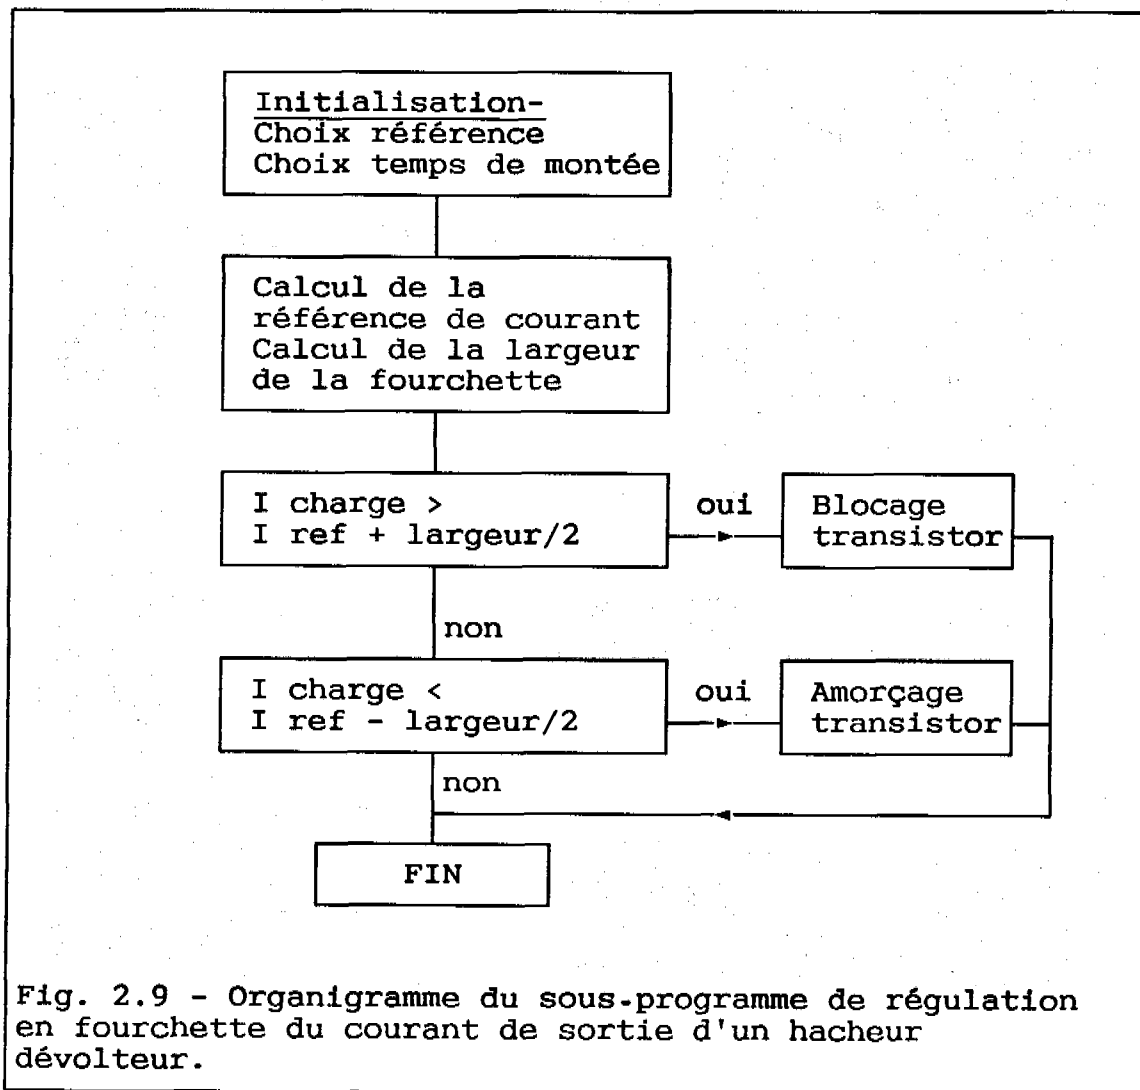 Initialisation-
Choix référence
Choix temps de montée
Calcul de la
référence de courant
Calcul de la largeur
de la fourchette
I charge >
I ref + largeur/2
oui
Blocage
transistor
non
I charge <
I ref - largeur/2
oui
Amorçage
transistor
non
FIN
Fig. 2.9 - Organigramme du sous-programme de régulation
en fourchette du courant de sortie d'un hacheur
dévolteur.